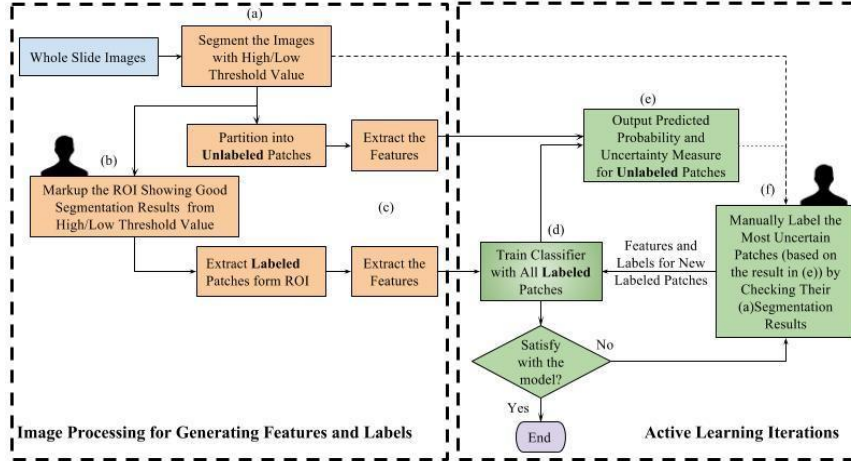 (a)
Whole Slide Images
Segment the Images
with High/Low
Threshold Value
Partition into
Unlabeled Patches
Extract the
Features
(b)
Markup the ROI Showing Good
Segmentation Results from
High/Low Threshold Value
(c)
Extract Labeled
Patches form ROI
Extract the
Features
Image Processing for Generating Features and Labels
(e)
Output Predicted
Probability and
Uncertainty Measure
for Unlabeled Patches
(d)
Train Classifier
with All Labeled
Patches
Features and
Labels for New
Labeled Patches
(f)
Manually Label the
Most Uncertain
Patches (based on
the result in (e)) by
Checking Their
(a)Segmentation
Results
Satisfy
with the
model?
No
Yes
End
Active Learning Iterations